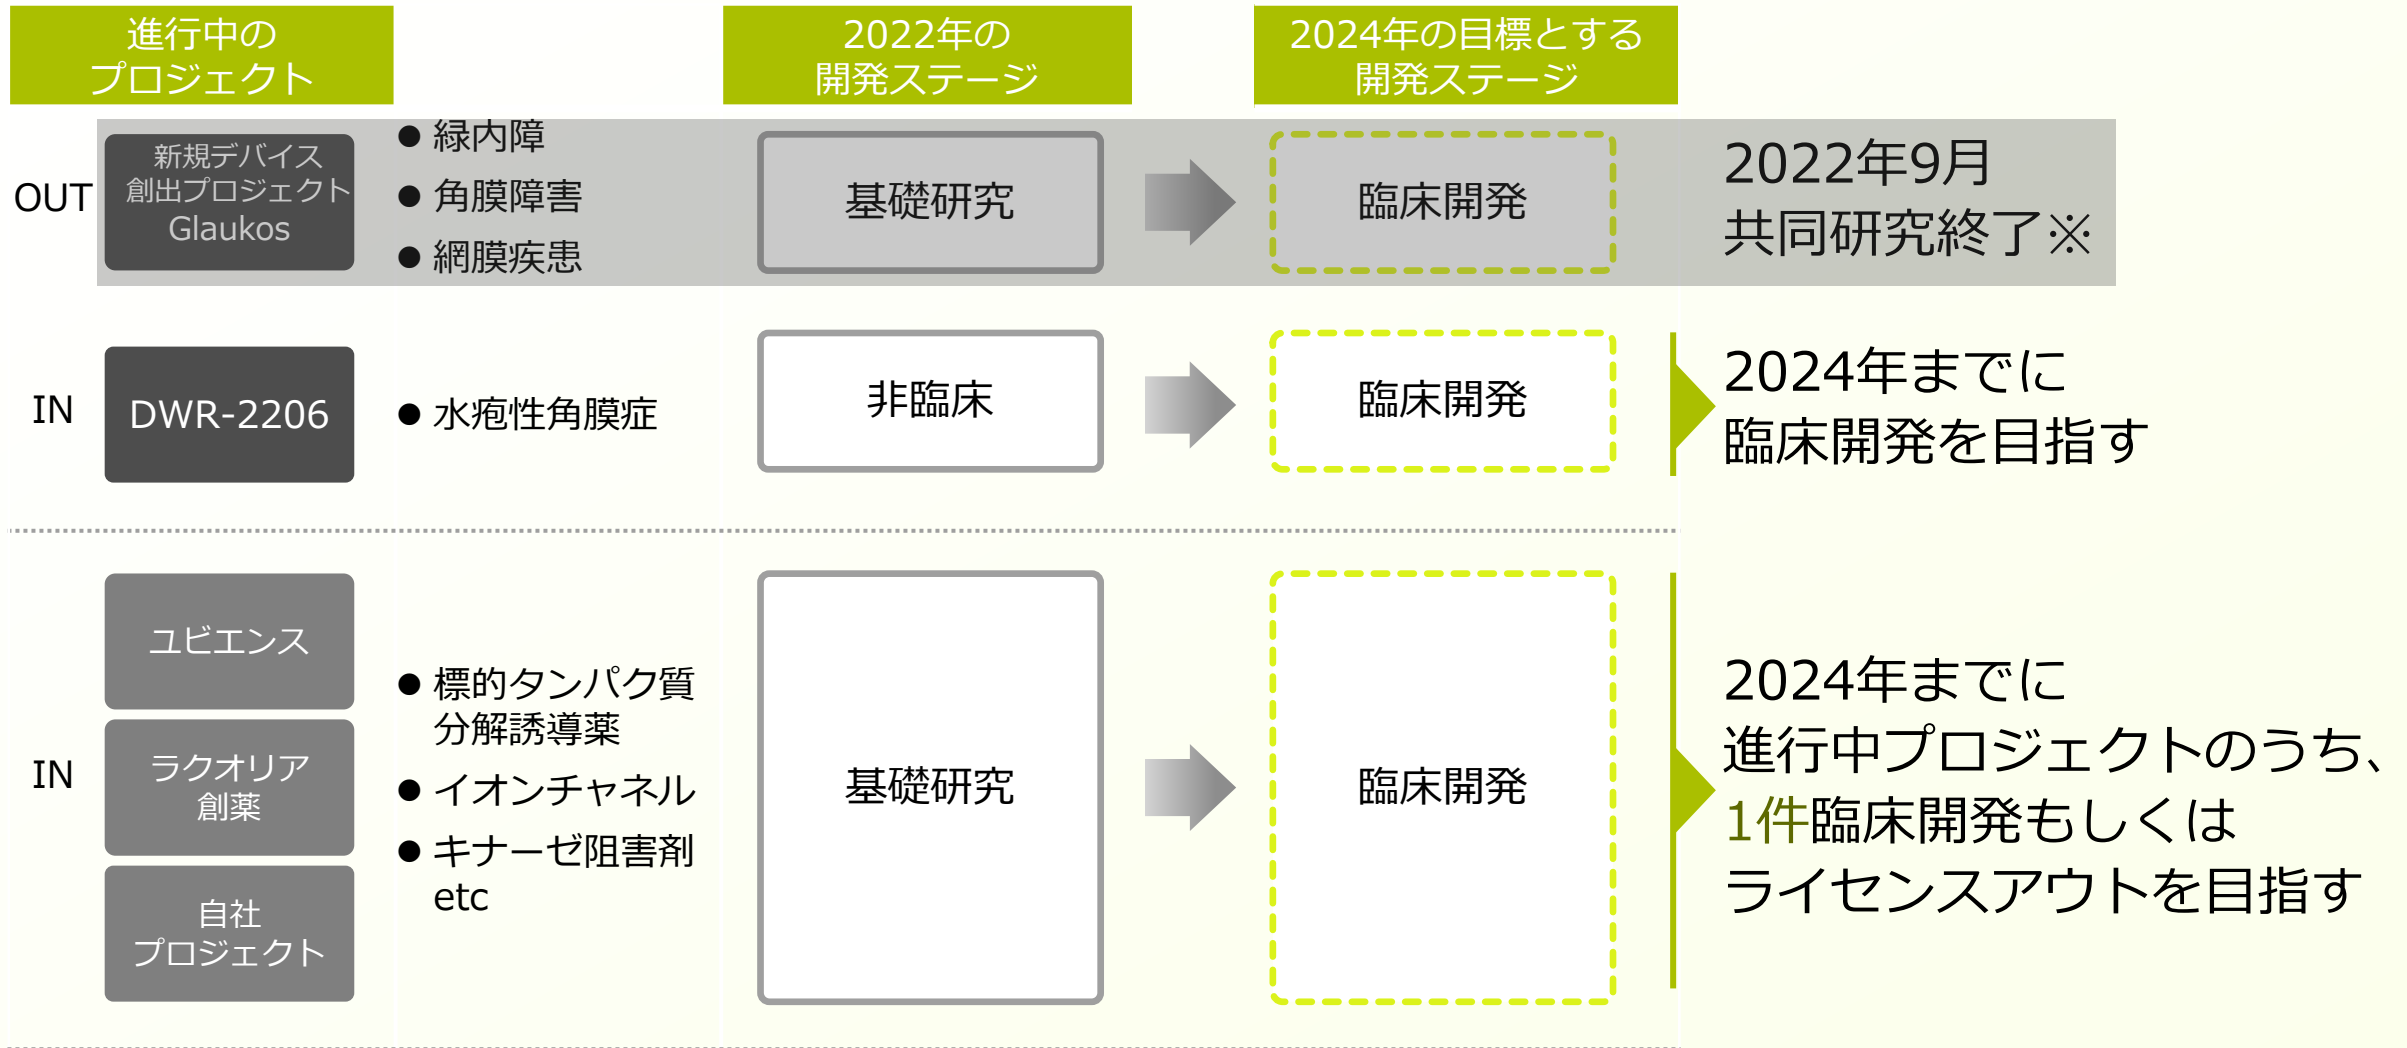 進行中の
プロジェクト
2022年の
開発ステージ
2024年の目標とする
開発ステージ
OUT
新規デバイス
創出プロジェクト
Glaukos
● 緑内障
● 角膜障害
● 網膜疾患
基礎研究
臨床開発
2022年9月
共同研究終了※
IN
DWR-2206
● 水疱性角膜症
非臨床
臨床開発
2024年までに
臨床開発を目指す
IN
ユビエンス
ラクオリア
創薬
自社
プロジェクト
● 標的タンパク質
分解誘導薬
● イオンチャネル
● キナーゼ阻害剤
etc
基礎研究
臨床開発
2024年までに
進行中プロジェクトのうち、
1件臨床開発もしくは
ライセンスアウトを目指す